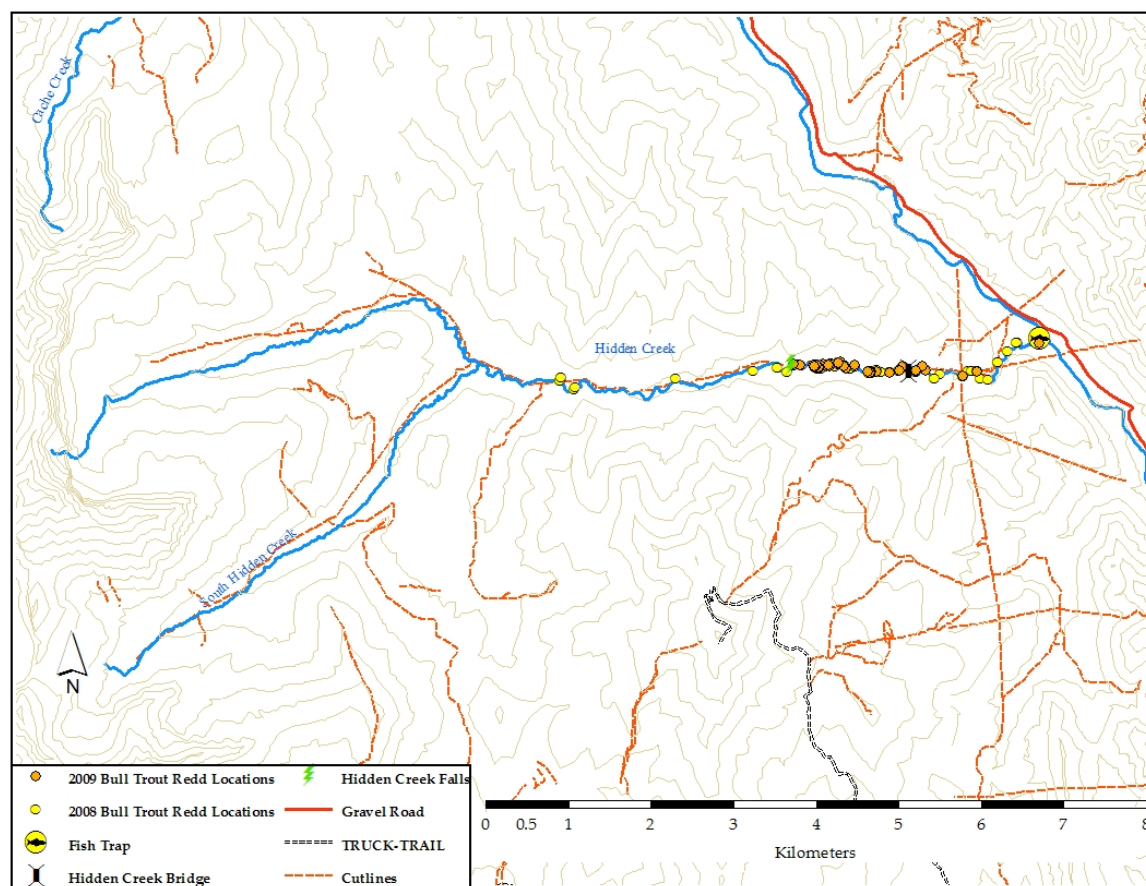 Cache Creek
Hidden Creek
South Hidden Creek
N
2009 Bull Trout Redd Locations
Hidden Creek Falls
2008 Bull Trout Redd Locations
Gravel Road
Fish Trap
TRUCK-TRAIL
Hidden Creek Bridge
Cutlines
0 0.5 1 2 3 4 5 6 7 8
Kilometers